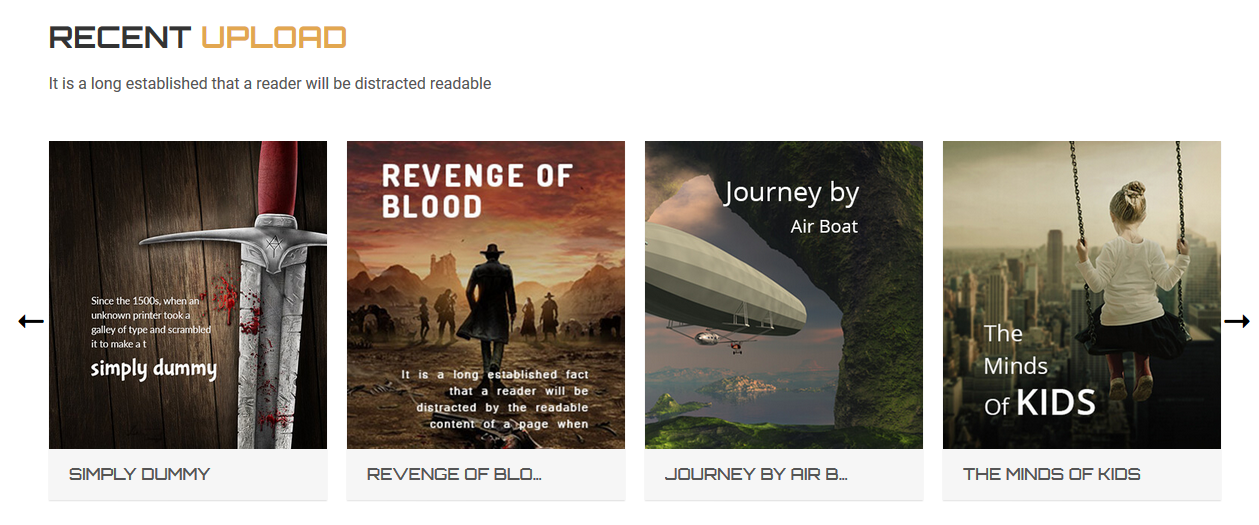 RECENT UPLOAD
It is a long established that a reader will be distracted readable
Since the 1500s, when an
unknown printer took a
galley of type and scrambled
it to make a t
simply dummy
REVENGE OF
BLOOD
It is a long established fact
that a reader will be
distracted by the readable
content of a page when
Journey by
Air Boat
The
Minds
Of KIDS
SIMPLY DUMMY
REVENGE OF BLO...
JOURNEY BY AIR B...
THE MINDS OF KIDS